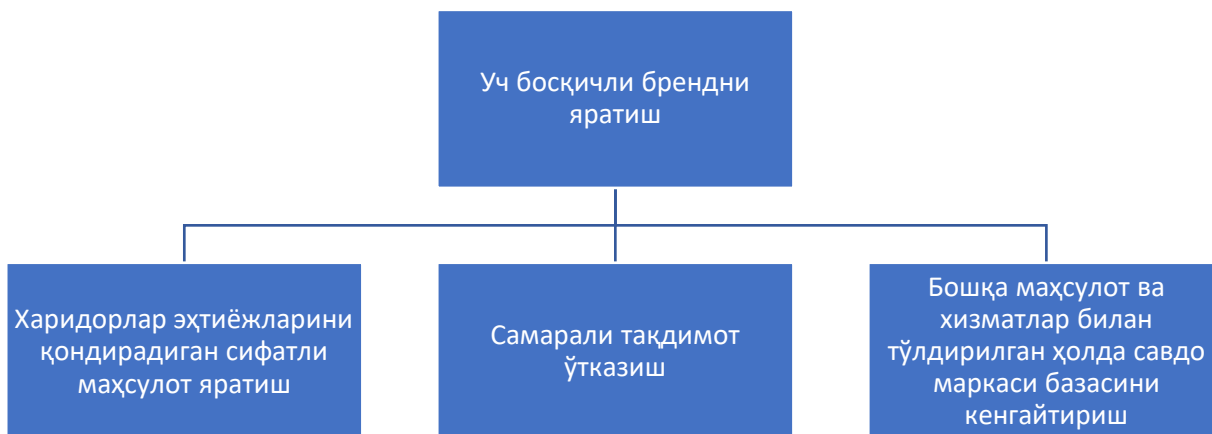 Уч босқичли брендни
яратиш
Харидорлар эҳтиёжларини
қондирадиган сифатли
маҳсулот яратиш
Самарали тақдимот
ўтказиш
Бошқа маҳсулот ва
хизматлар билан
тўлдирилган ҳолда савдо
маркаси базасини
кенгайтириш